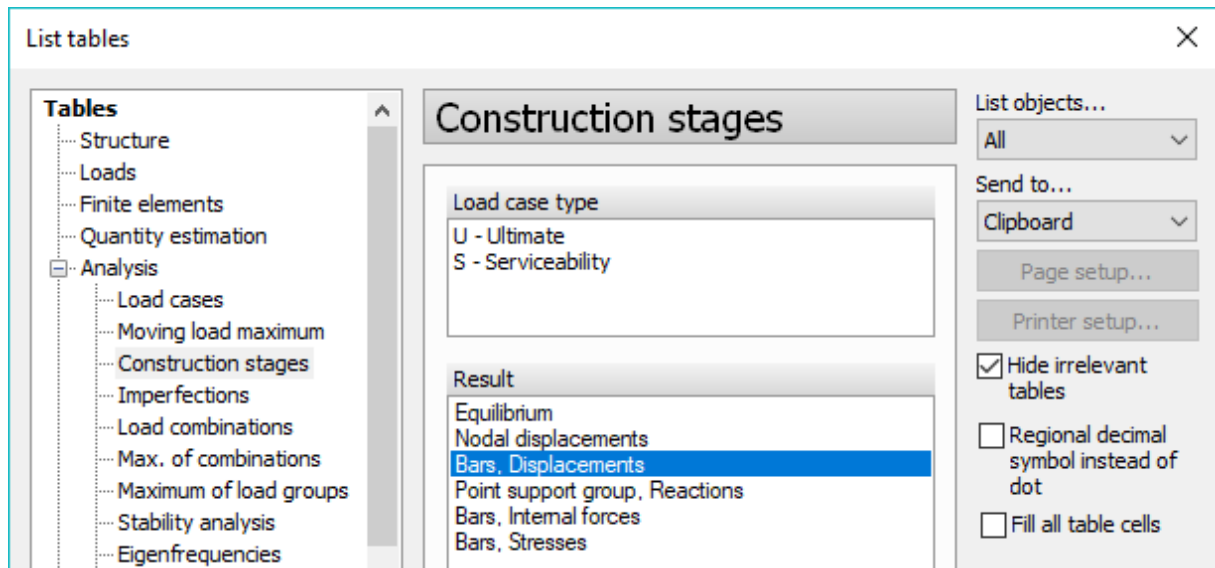 List tables
Tables
Structure
Loads
Finite elements
Quantity estimation
Analysis
Load cases
Moving load maximum
Construction stages
Imperfections
Load combinations
Max. of combinations
Maximum of load groups
Stability analysis
Eigenfrequencies
Construction stages
Load case type
U - Ultimate
S - Serviceability
Result
Equilibrium
Nodal displacements
Bars, Displacements
Point support group, Reactions
Bars, Internal forces
Bars, Stresses
List objects...
All
Send to...
Clipboard
Page setup...
Printer setup...
Hide irrelevant
tables
Regional decimal
symbol instead of
dot
Fill all table cells